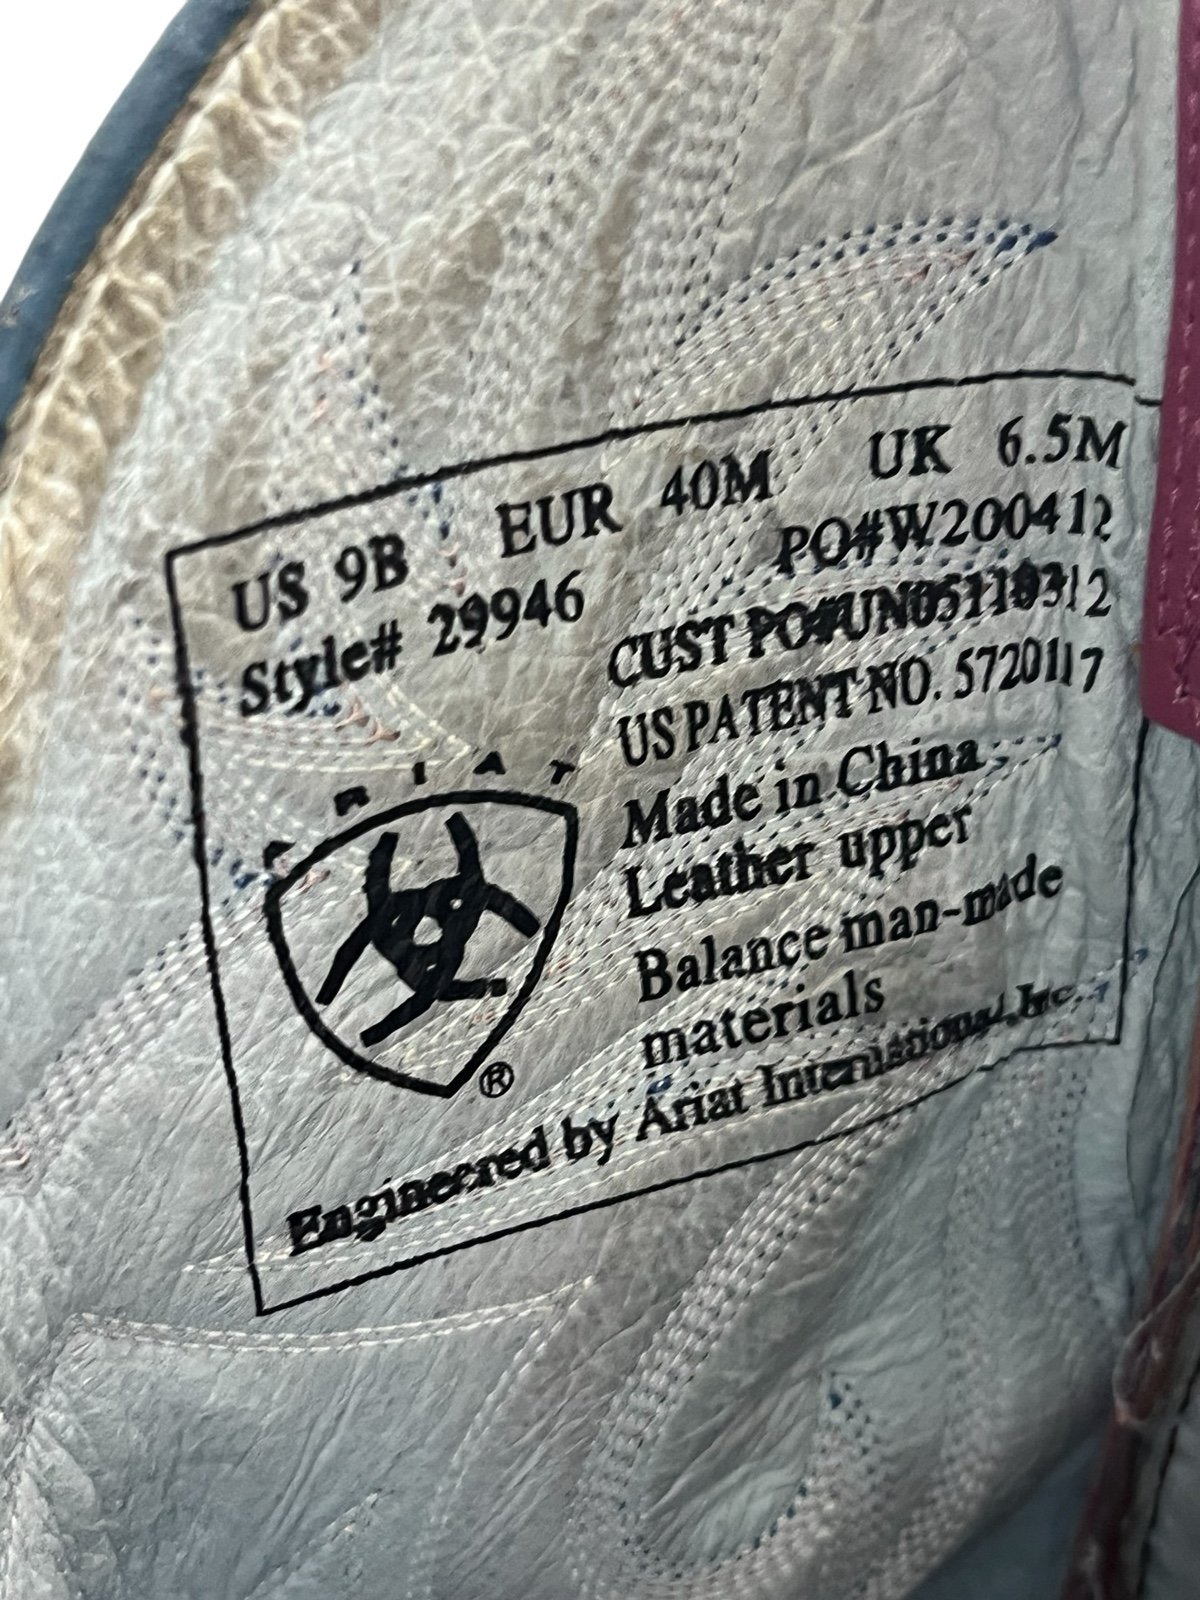 US 9B EUR 40M UK 6.5M
Style# 29946 PO#W200412
CUST PO#UN05110312
US PATENT NO. 5720117
Made in China
Leather upper
Balance man-made
materials
ARIAT
®
Engineered by Ariat International, Inc.